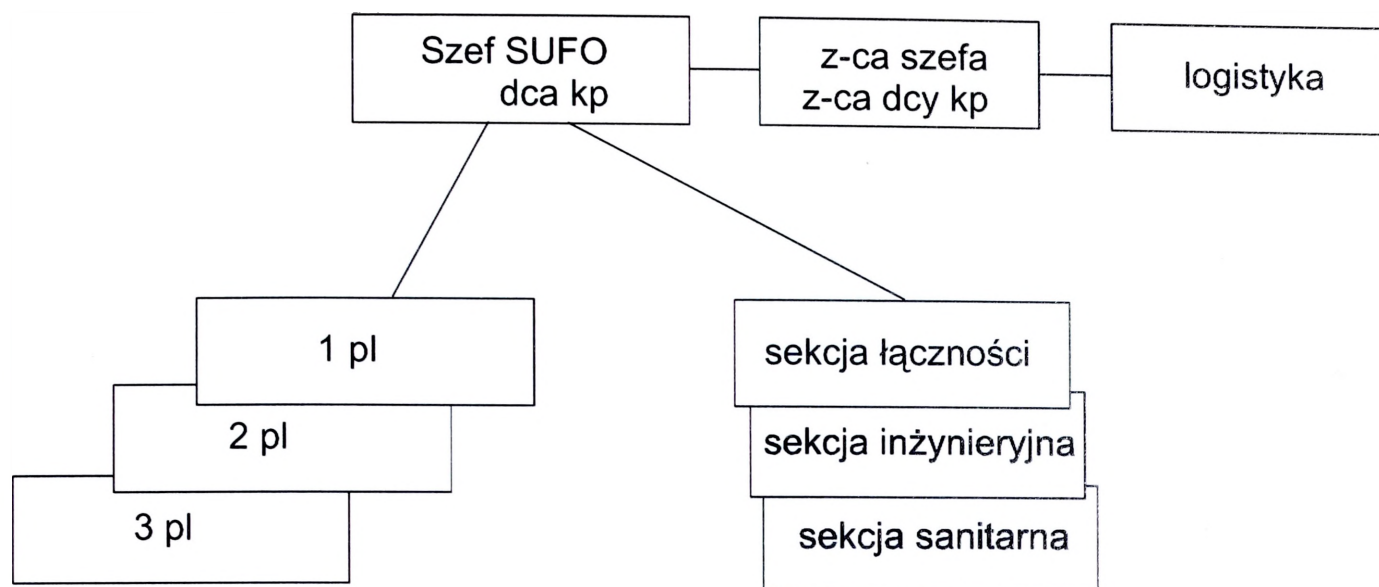 Szef SUFO
dca kp
z-ca szefa
z-ca dcy kp
logistyka
1 pl
2 pl
3 pl
sekcja łączności
sekcja inżynieryjna
sekcja sanitarna